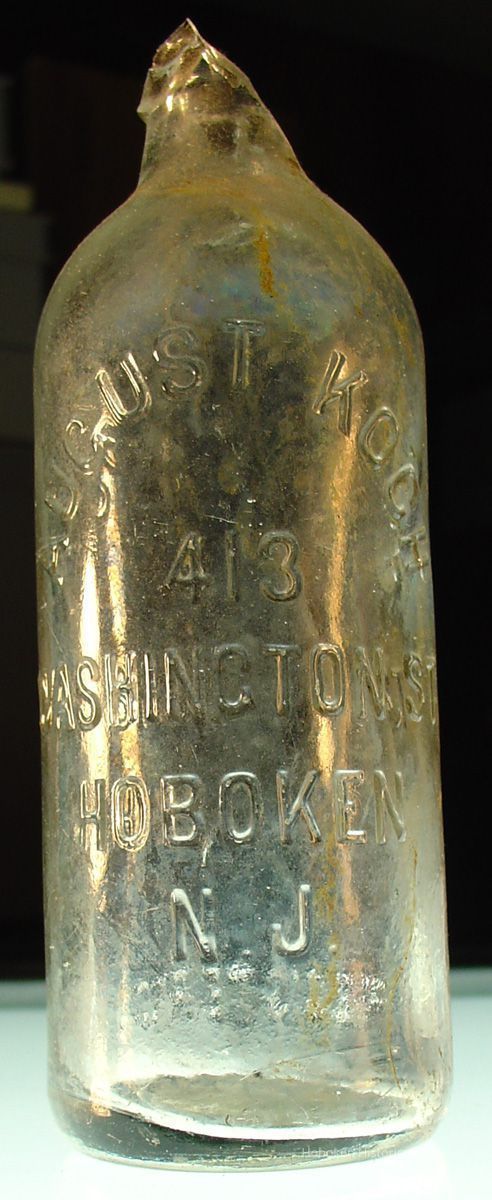 AUGUST KOCH
413
WASHINGTON ST
HOBOKEN
N.J.